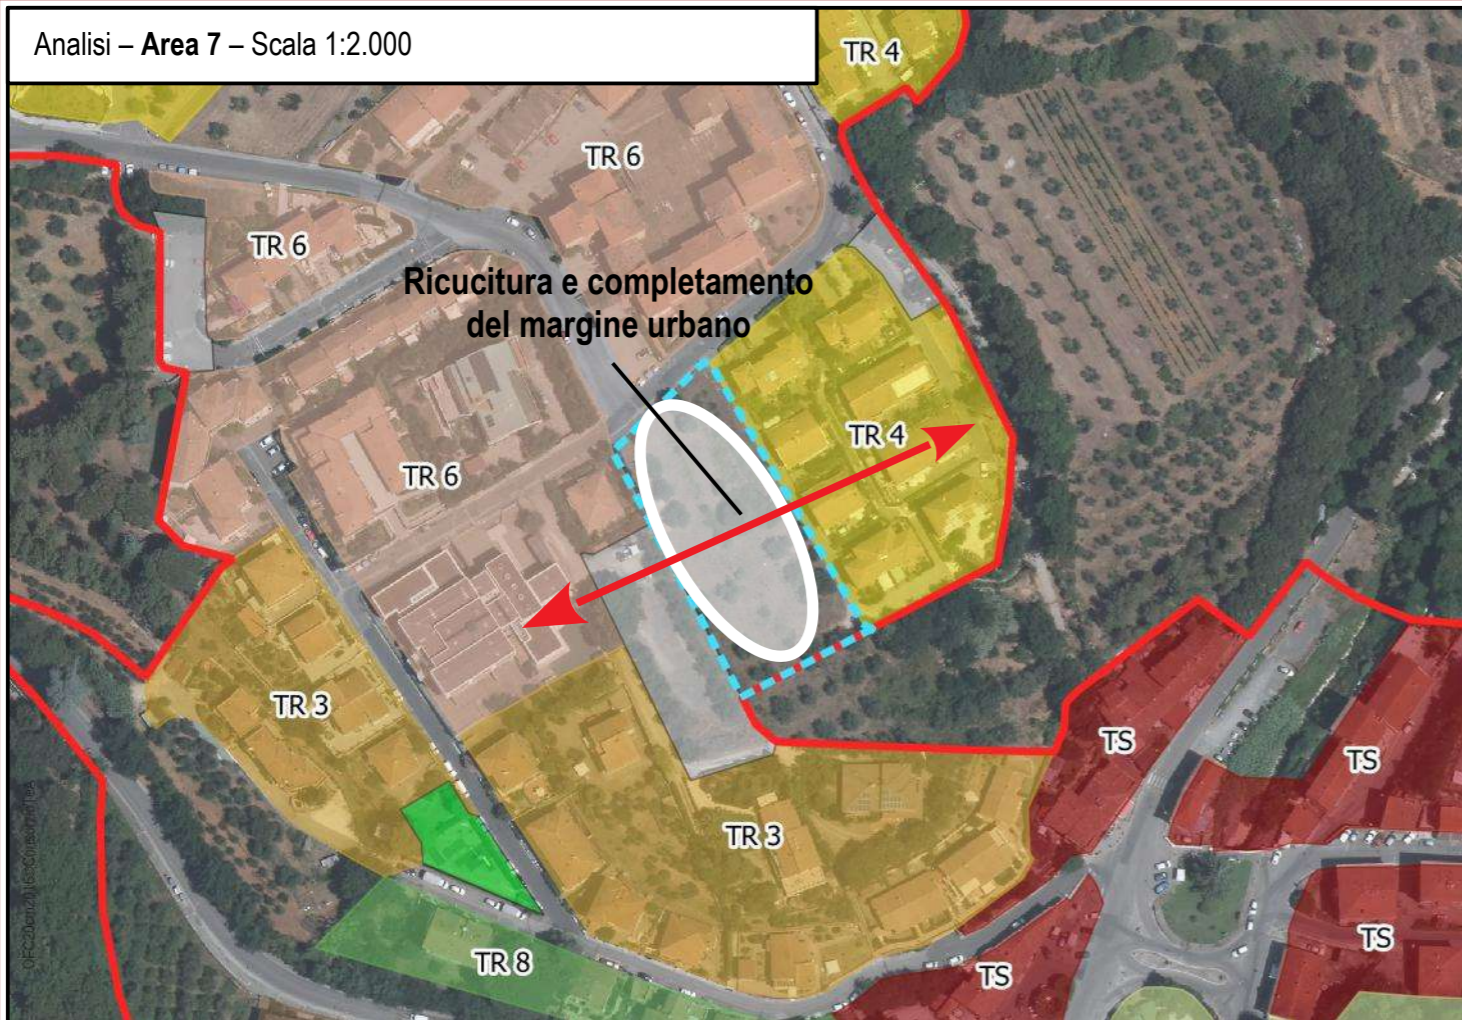 Analisi – Area 7 – Scala 1:2.000
TR 4
TR 6
TR 6
Ricucitura e completamento
del margine urbano
TR 4
TR 6
TR 3
TS
TS
TR 3
TS
TR 8
TS